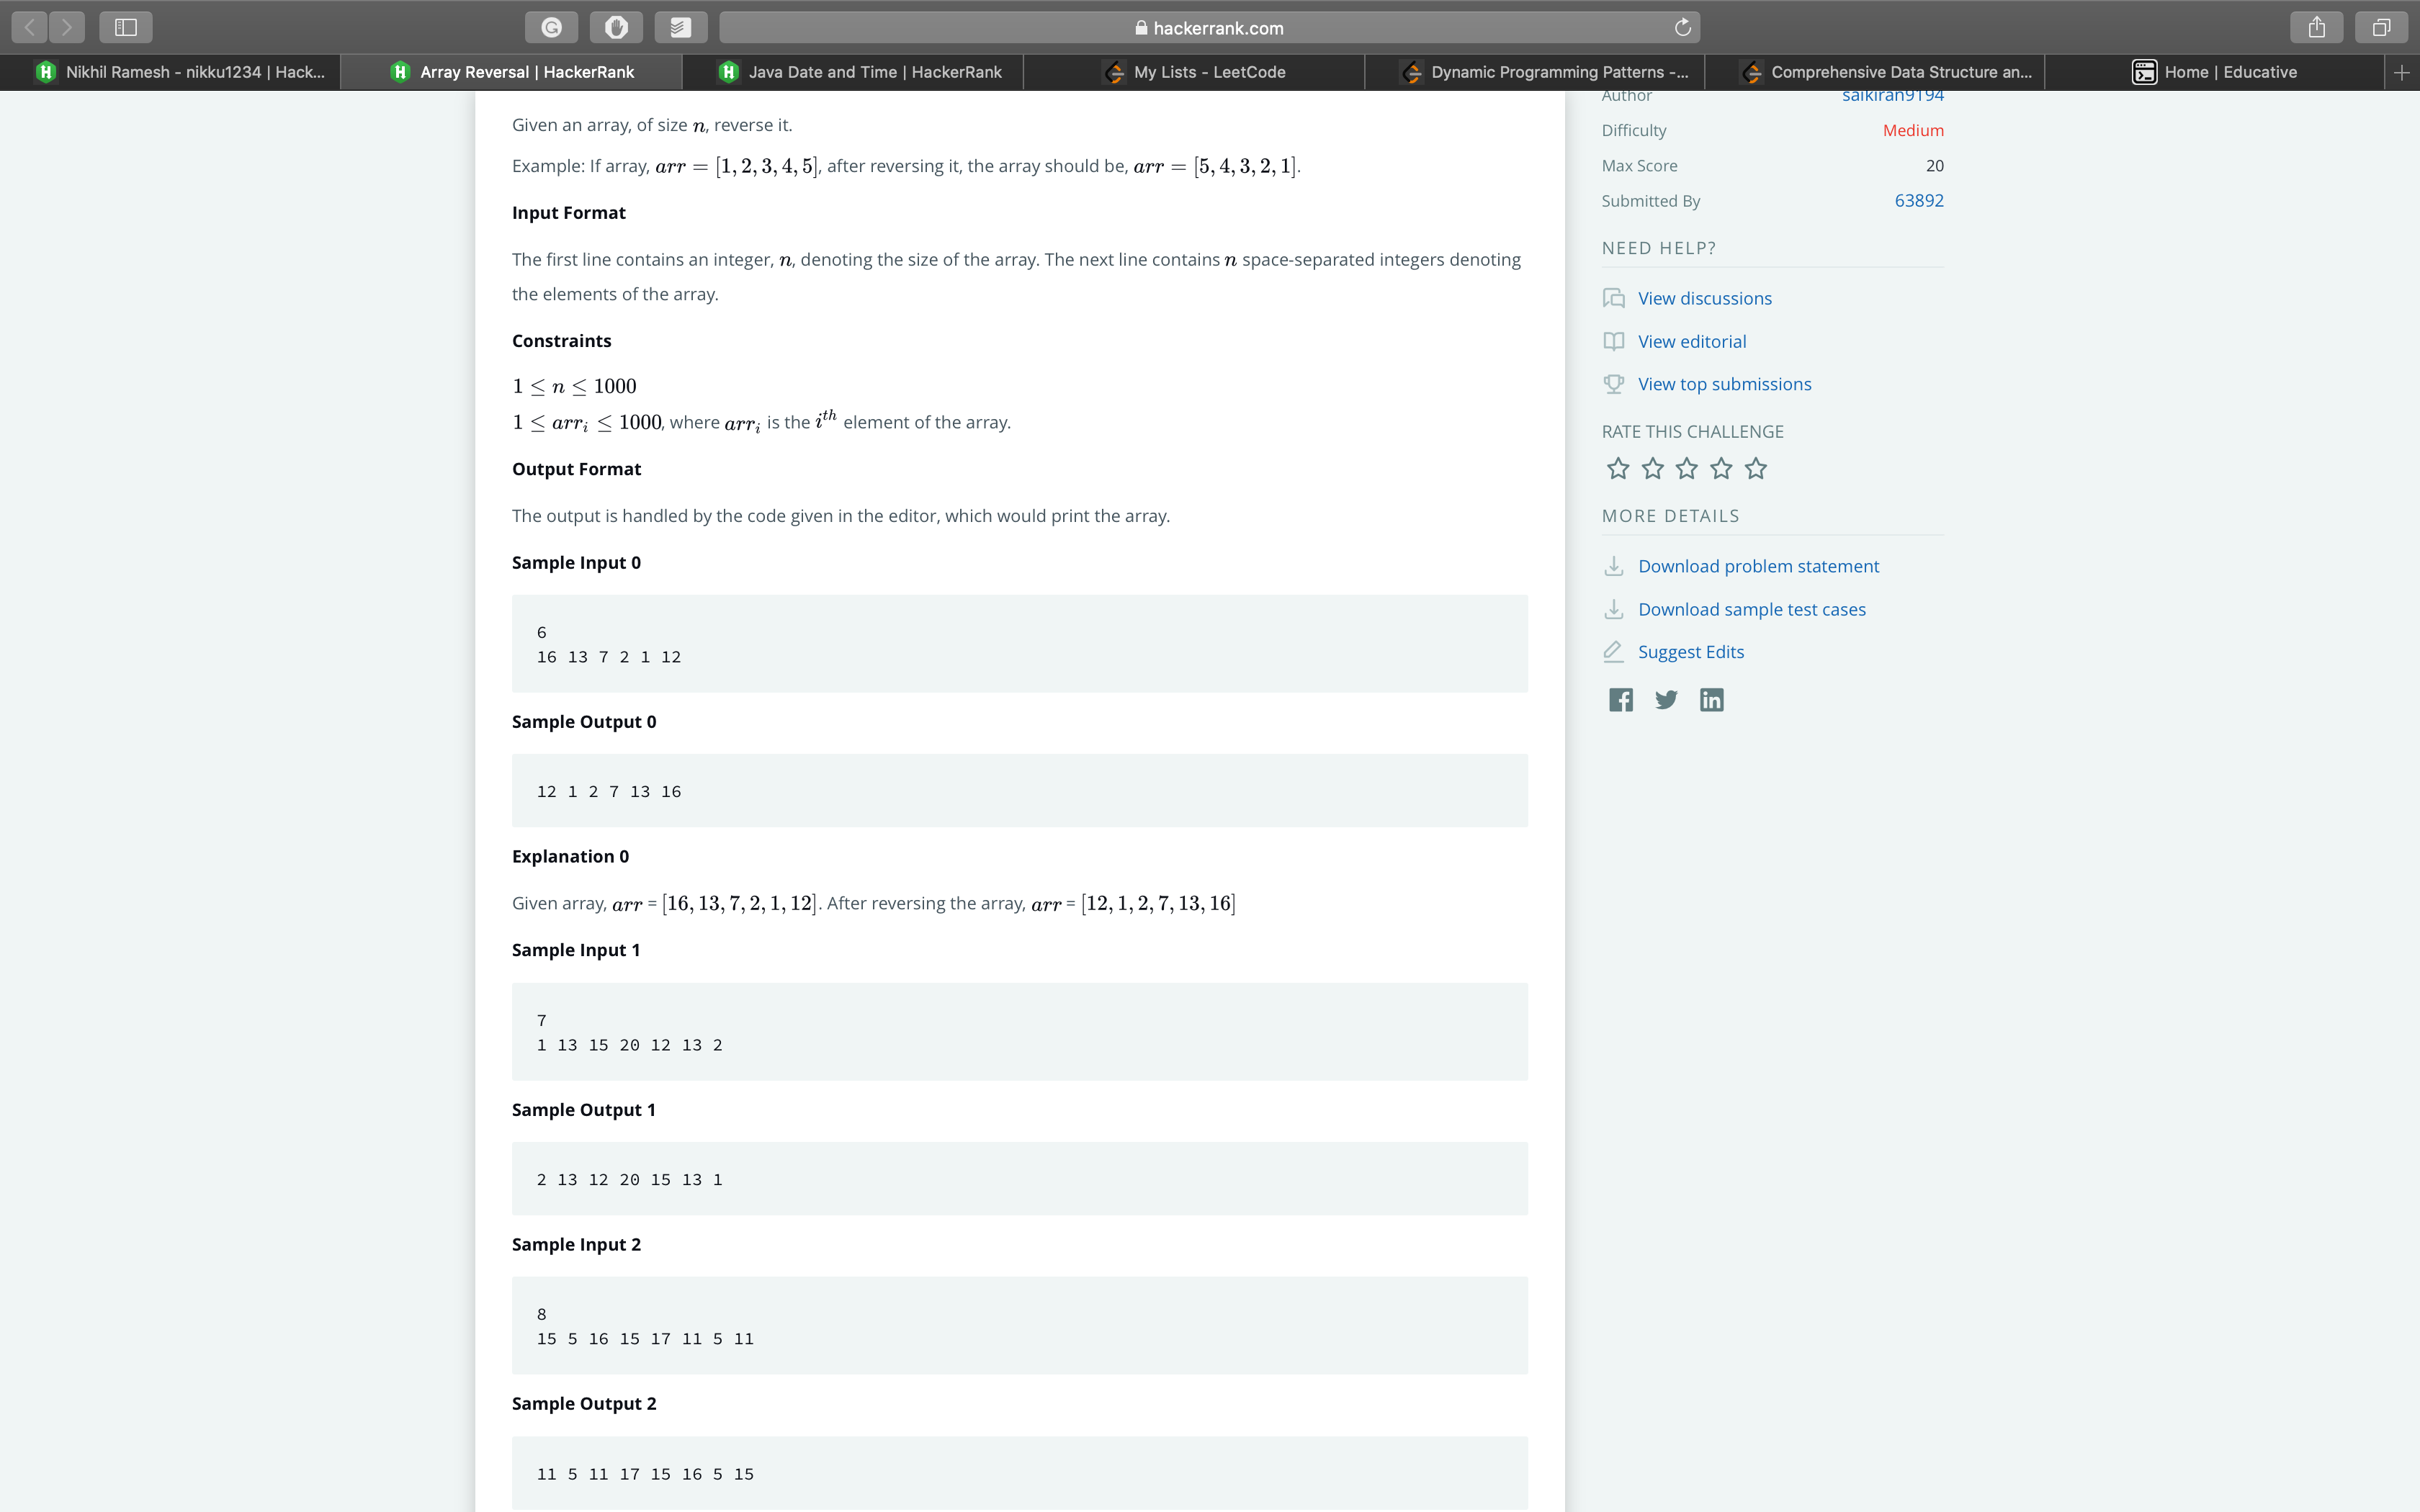 hackerrank.com
Nikhil Ramesh - nikku1234 | Hack...
Array Reversal | HackerRank
Java Date and Time | HackerRank
My Lists - LeetCode
Dynamic Programming Patterns -...
Comprehensive Data Structure an...
Home | Educative
Given an array, of size n, reverse it.
Example: If array, arr = [1, 2, 3, 4, 5], after reversing it, the array should be, arr = [5, 4, 3, 2, 1].
Input Format
The first line contains an integer, n, denoting the size of the array. The next line contains n space-separated integers denoting
the elements of the array.
Constraints
1 ≤ n ≤ 1000
1 ≤ arrᵢ ≤ 1000, where arrᵢ is the iᵗʰ element of the array.
Output Format
The output is handled by the code given in the editor, which would print the array.
Sample Input 0
6
16 13 7 2 1 12
Sample Output 0
12 1 2 7 13 16
Explanation 0
Given array, arr = [16, 13, 7, 2, 1, 12]. After reversing the array, arr = [12, 1, 2, 7, 13, 16]
Sample Input 1
7
1 13 15 20 12 13 2
Sample Output 1
2 13 12 20 15 13 1
Sample Input 2
8
15 5 16 15 17 11 5 11
Sample Output 2
11 5 11 17 15 16 5 15
Author saikiran9194
Difficulty Medium
Max Score 20
Submitted By 63892
NEED HELP?
View discussions
View editorial
View top submissions
RATE THIS CHALLENGE
MORE DETAILS
Download problem statement
Download sample test cases
Suggest Edits